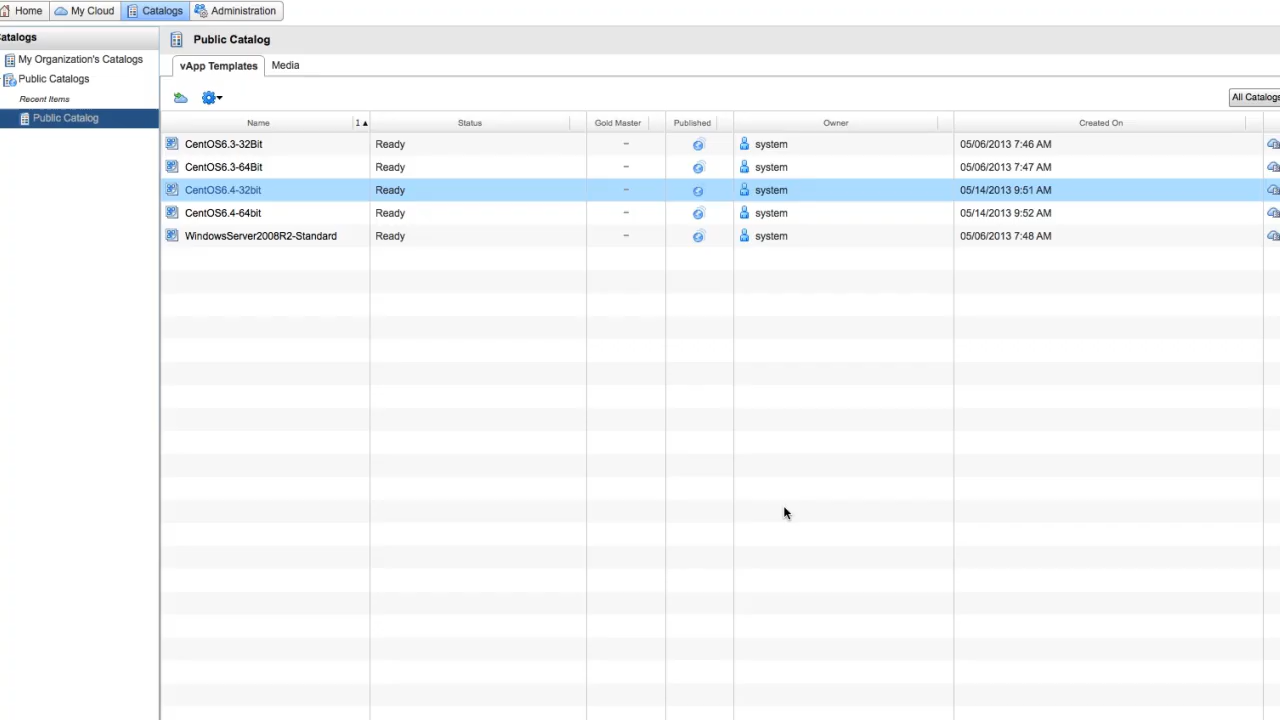 Home My Cloud Catalogs Administration
atalogs
My Organization's Catalogs
Public Catalogs
Recent Items
Public Catalog
Public Catalog
vApp Templates Media
All Catalogs
Name 1▲ Status Gold Master Published Owner Created On
CentOS6.3-32Bit Ready – system 05/06/2013 7:46 AM
CentOS6.3-64Bit Ready – system 05/06/2013 7:47 AM
CentOS6.4-32bit Ready – system 05/14/2013 9:51 AM
CentOS6.4-64bit Ready – system 05/14/2013 9:52 AM
WindowsServer2008R2-Standard Ready – system 05/06/2013 7:48 AM